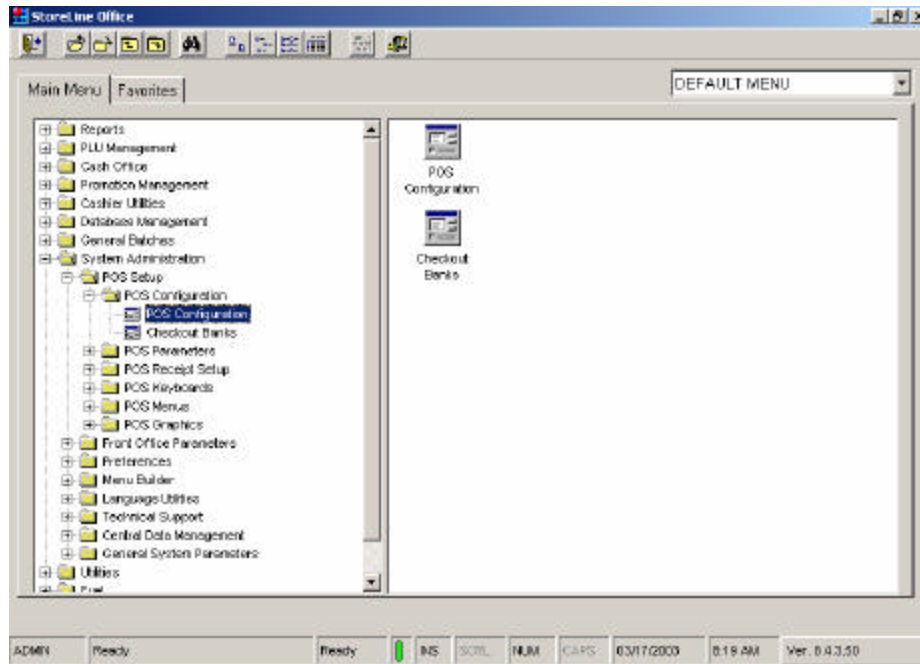 StoreLine Office
DEFAULT MENU
Main Menu
Favorites
Reports
PLU Management
Cash Office
Promotion Management
Cashier Utilities
Database Management
General Batches
System Administration
POS Setup
POS Configuration
POS Configuration
Checkout Banks
POS Parameters
POS Receipt Setup
POS Keyboards
POS Menus
POS Graphics
Front Office Parameters
Preferences
Menu Builder
Language Utilities
Technical Support
Central Data Management
General System Parameters
Utilities
Fuel
POS
Configuration
Checkout
Banks
ADMIN
Ready
Ready
INS
SCRL
NUM
CAPS
03/17/2003
8:19 AM
Ver. 8.4.3.50